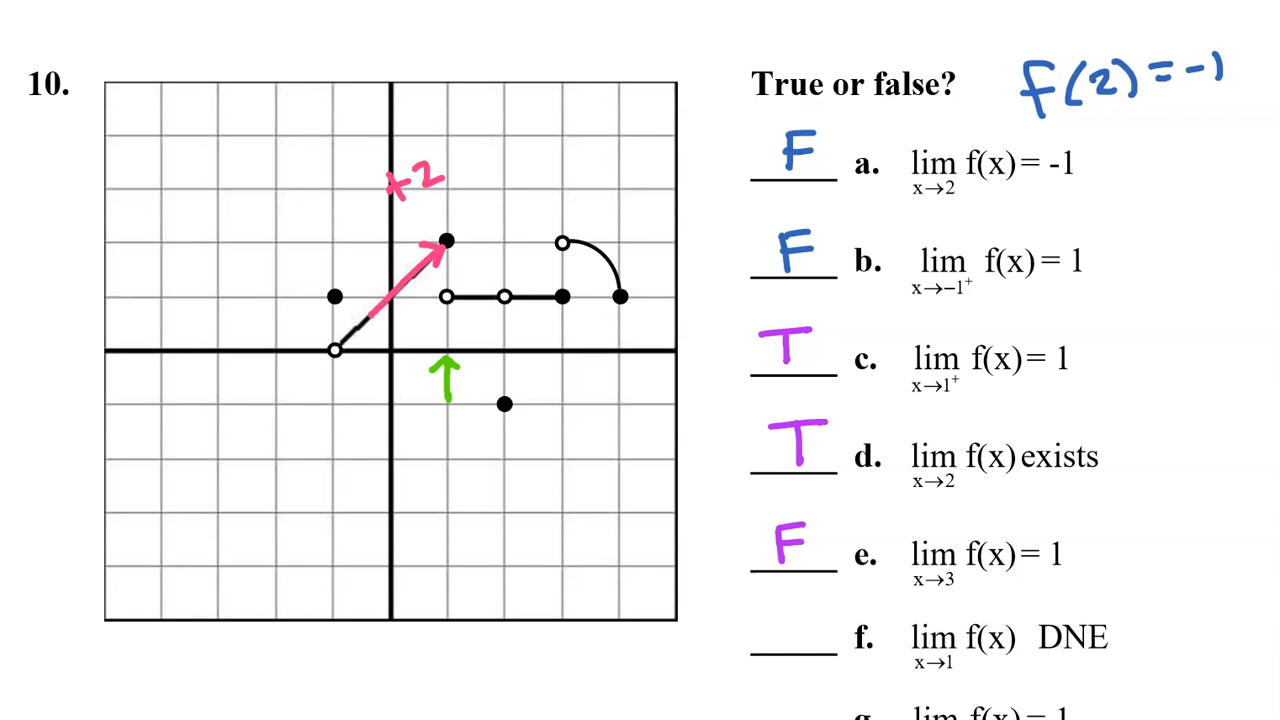 10.
True or false? f(2) = -1
F a. lim f(x) = -1
x→2
F b. lim f(x) = 1
x→−1⁺
T c. lim f(x) = 1
x→1⁺
T d. lim f(x) exists
x→2
F e. lim f(x) = 1
x→3
f. lim f(x) DNE
x→1
+2